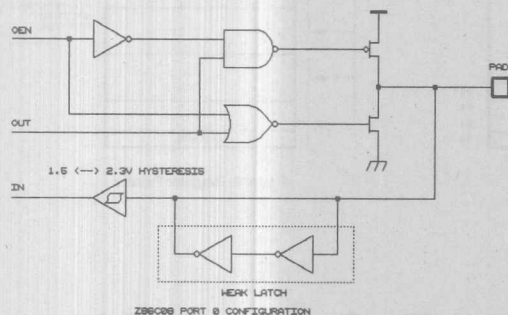 OEN
PAD
OUT
1.5 <--> 2.3V HYSTERESIS
IN
WEAK LATCH
Z86C08 PORT 0 CONFIGURATION